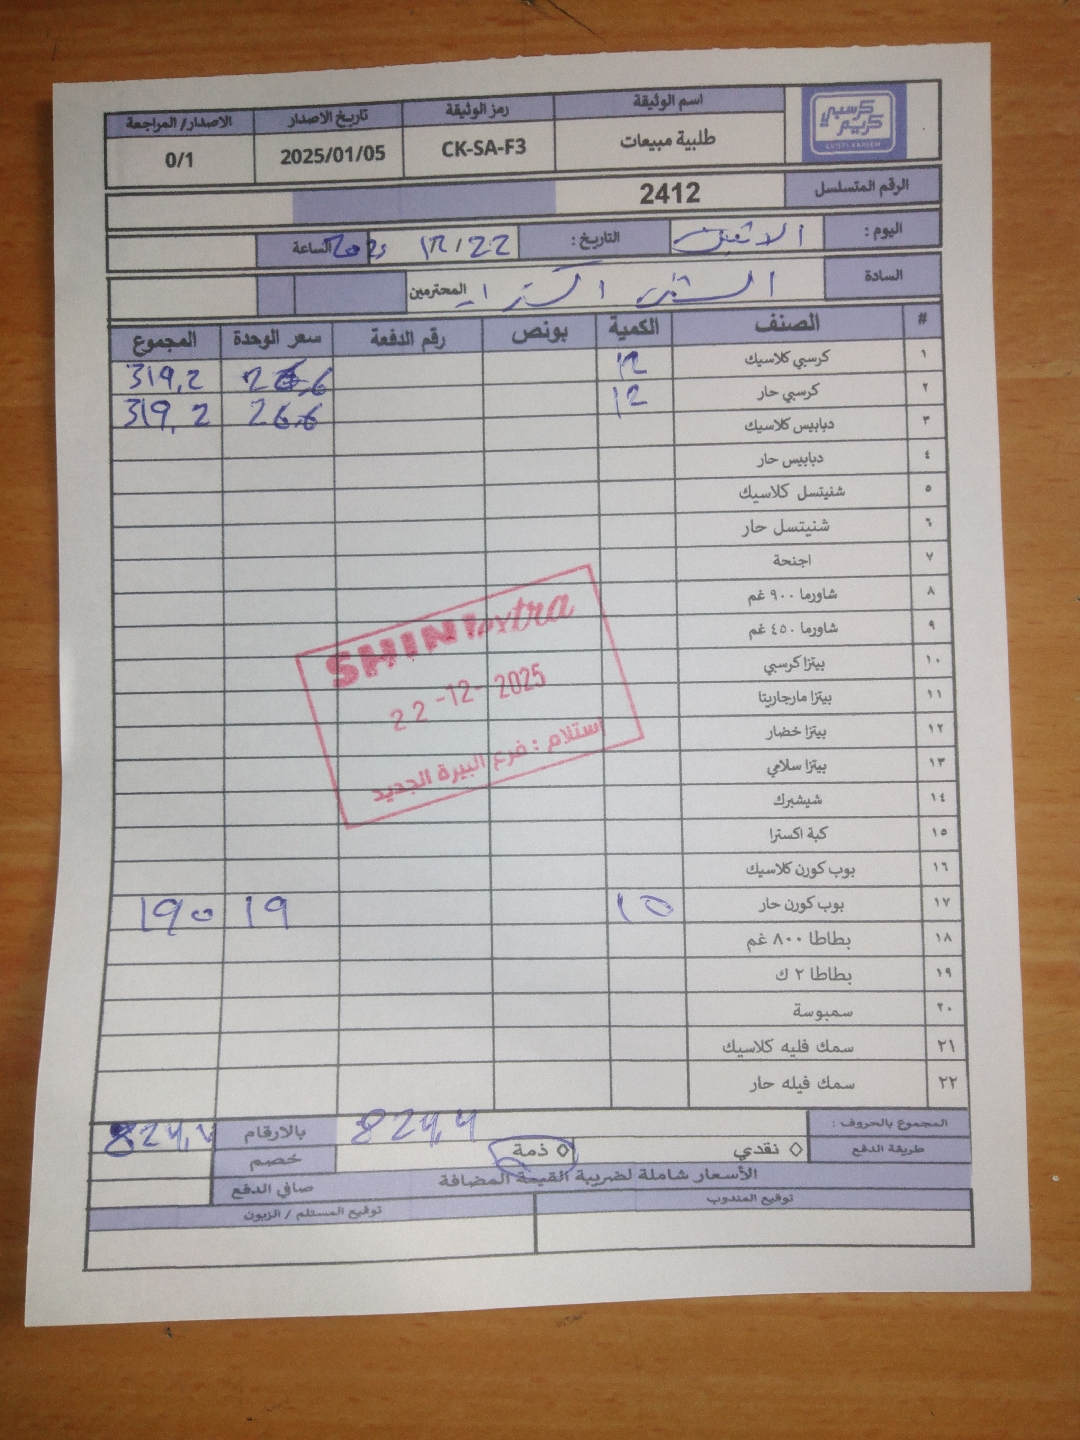 كرسبي كريم
CRISPI KAREEM
اسم الوثيقة رمز الوثيقة تاريخ الاصدار الاصدار/ المراجعة
طلبية مبيعات CK-SA-F3 2025/01/05 0/1
الرقم المتسلسل 2412
اليوم : الاثنين التاريخ : 12/22 2025 الساعة
السادة الشني اكسترا المحترمين
# الصنف الكمية بونص رقم الدفعة سعر الوحدة المجموع
١ كرسبي كلاسيك 12 26,6 319,2
٢ كرسبي حار 12 26,6 319,2
٣ دبابيس كلاسيك
٤ دبابيس حار
٥ شنيتسل كلاسيك
٦ شنيتسل حار
٧ اجنحة
٨ شاورما ٩٠٠ غم
٩ شاورما ٤٥٠ غم
١٠ بيتزا كرسبي
١١ بيتزا مارجاريتا
١٢ بيتزا خضار
١٣ بيتزا سلامي
١٤ شيشبرك
١٥ كبة اكسترا
١٦ بوب كورن كلاسيك
١٧ بوب كورن حار 10 19 190
١٨ بطاطا ٨٠٠ غم
١٩ بطاطا ٢ ك
٢٠ سمبوسة
٢١ سمك فليه كلاسيك
٢٢ سمك فيله حار
SHINI extra
22-12-2025
استلام : فرع البيرة الجديد
المجموع بالحروف : 824,4 بالارقام 824,4
طريقة الدفع ◊ نقدي ◊ ذمة خصم
الأسعار شاملة لضريبة القيمة المضافة صافي الدفع
توقيع المندوب توقيع المستلم / الزبون